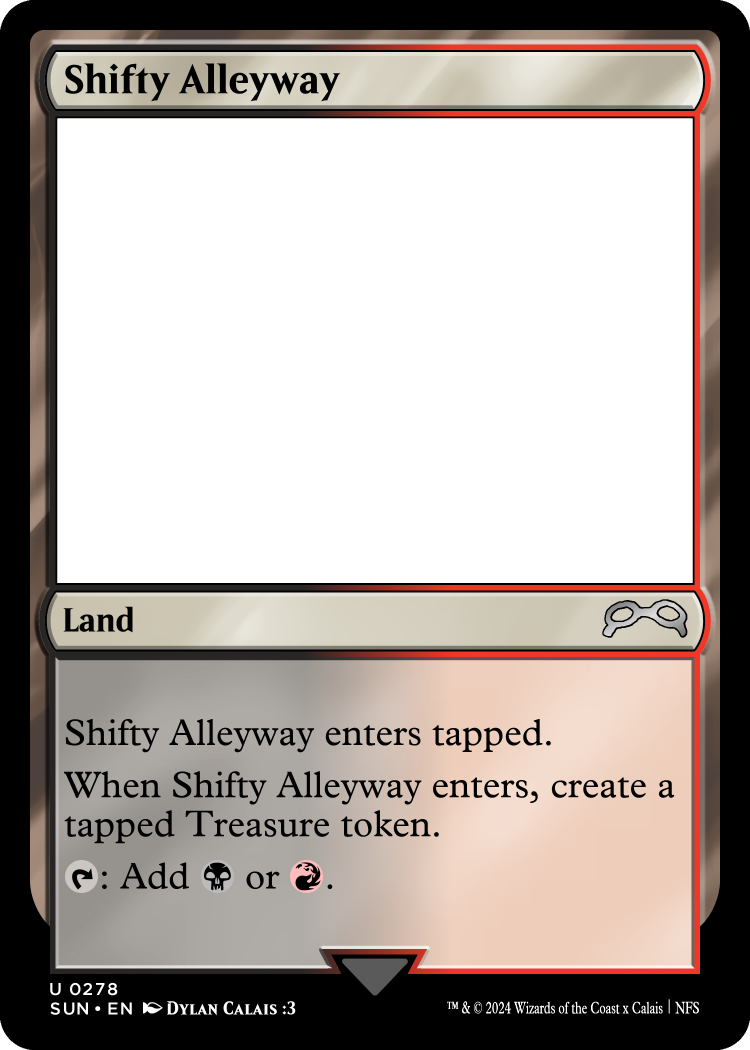 Shifty Alleyway
Land
Shifty Alleyway enters tapped.
When Shifty Alleyway enters, create a
tapped Treasure token.
: Add or .
U 0278
SUN • EN DYLAN CALAIS :3
™ & © 2024 Wizards of the Coast x Calais | NFS